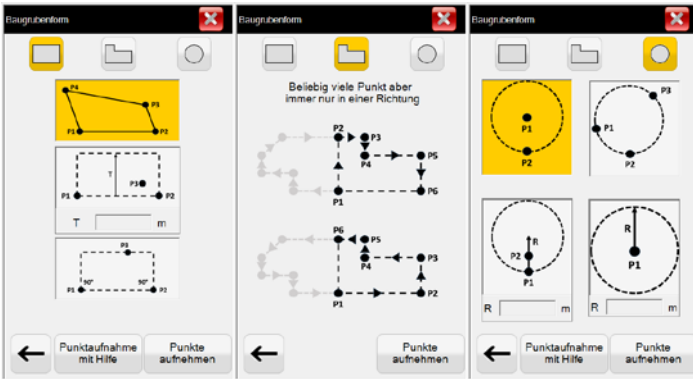 Baugrubenform
P4
P3
P1
P2
T
P3
P1
P2
T
m
P3
90°
90°
P1
P2
Punktaufnahme
mit Hilfe
Punkte
aufnehmen
Baugrubenform
Beliebig viele Punkt aber
immer nur in einer Richtung
P2
P3
P4
P5
P1
P6
P6
P5
P4
P3
P1
P2
Punkte
aufnehmen
Baugrubenform
P1
P2
P3
P1
P2
R
P2
P1
R
m
R
P1
R
m
Punktaufnahme
mit Hilfe
Punkte
aufnehmen